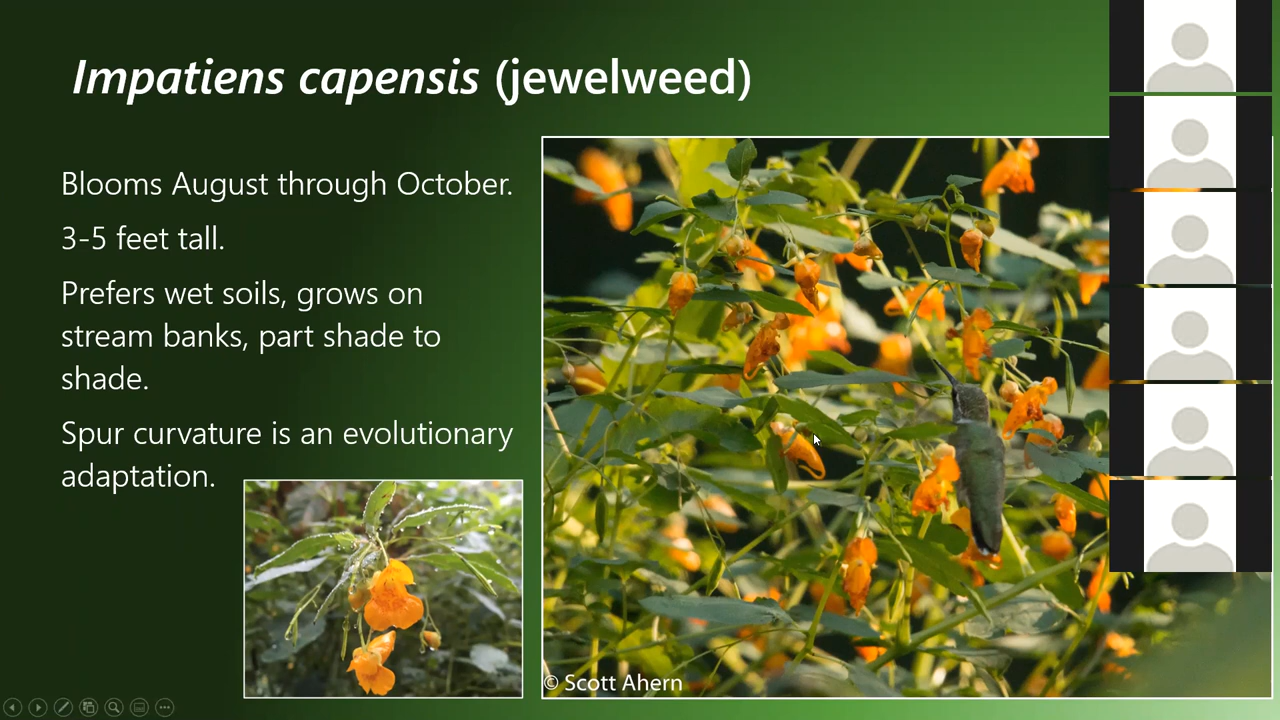 Impatiens capensis (jewelweed)
Blooms August through October.
3-5 feet tall.
Prefers wet soils, grows on
stream banks, part shade to
shade.
Spur curvature is an evolutionary
adaptation.
© Scott Ahern